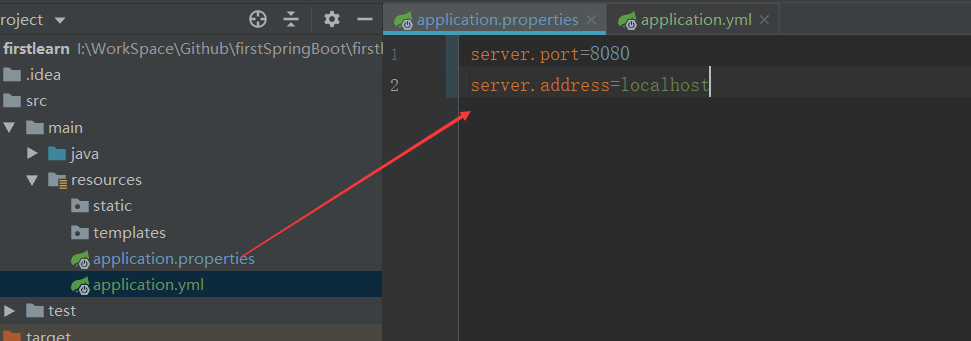 roject
application.properties
application.yml
firstlearn I:\WorkSpace\Github\firstSpringBoot\firstl
.idea
src
main
java
resources
static
templates
application.properties
application.yml
test
target
1 server.port=8080
2 server.address=localhost